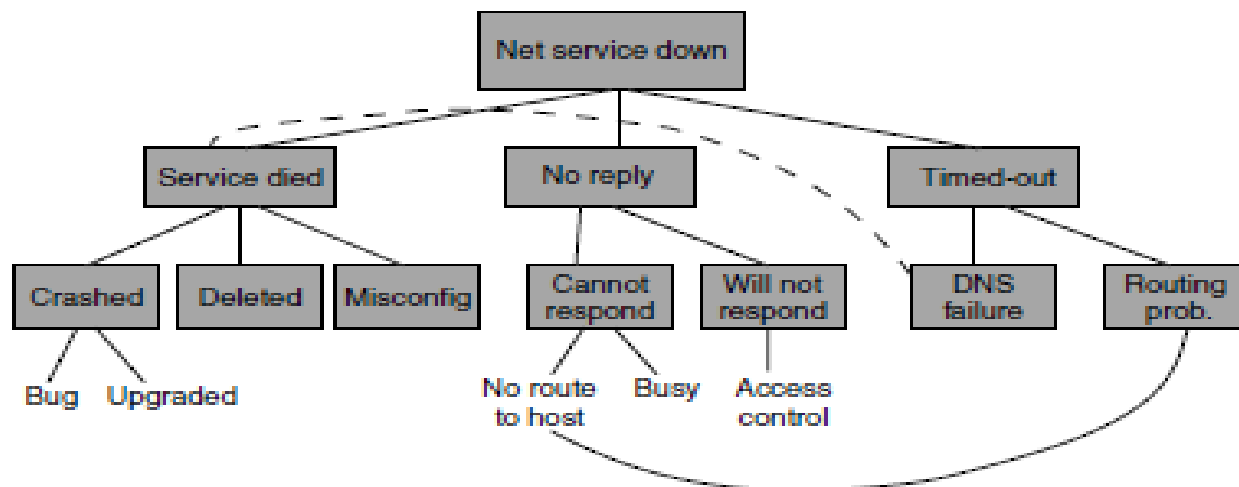 Net service down
Service died
No reply
Timed-out
Crashed
Deleted
Misconfig
Cannot
respond
Will not
respond
DNS
failure
Routing
prob.
Bug
Upgraded
No route
to host
Busy
Access
control